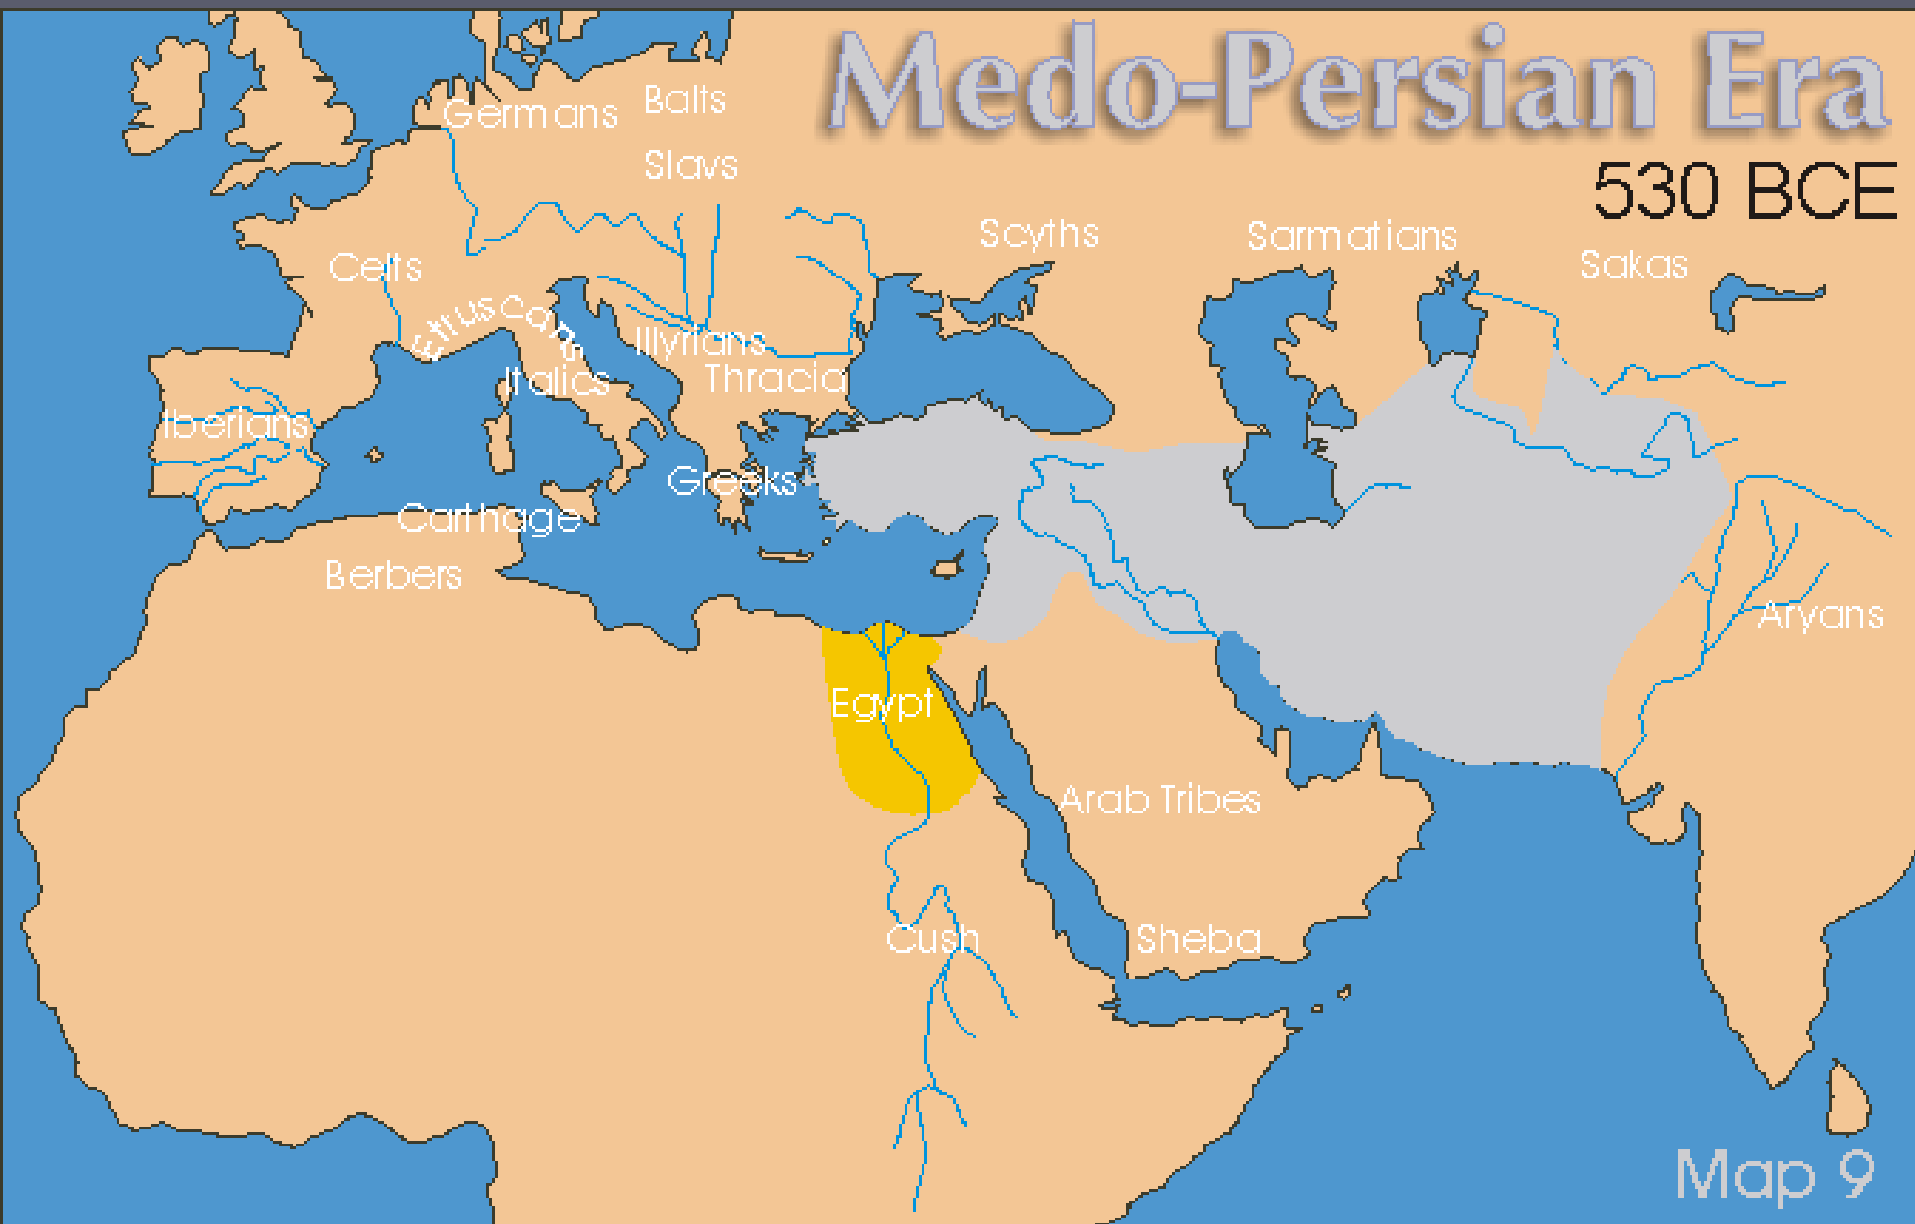 Medo-Persian Era
530 BCE
Germans
Balts
Slavs
Scyths
Sarmatians
Sakas
Celts
Etruscans
Illyrians
Thracia
Italics
Iberians
Greeks
Carthage
Berbers
Aryans
Egypt
Arab Tribes
Cush
Sheba
Map 9